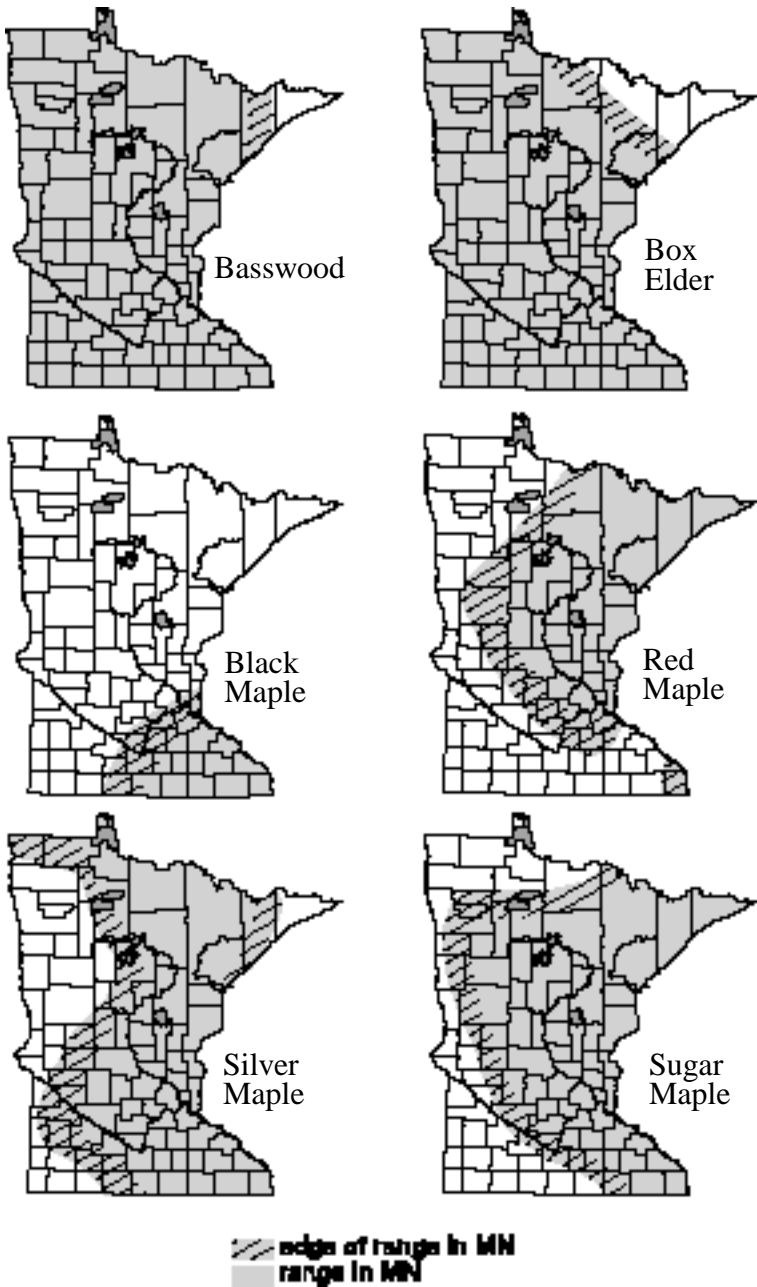 Basswood
Box
Elder
Black
Maple
Red
Maple
Silver
Maple
Sugar
Maple
edge of range in MN
range in MN